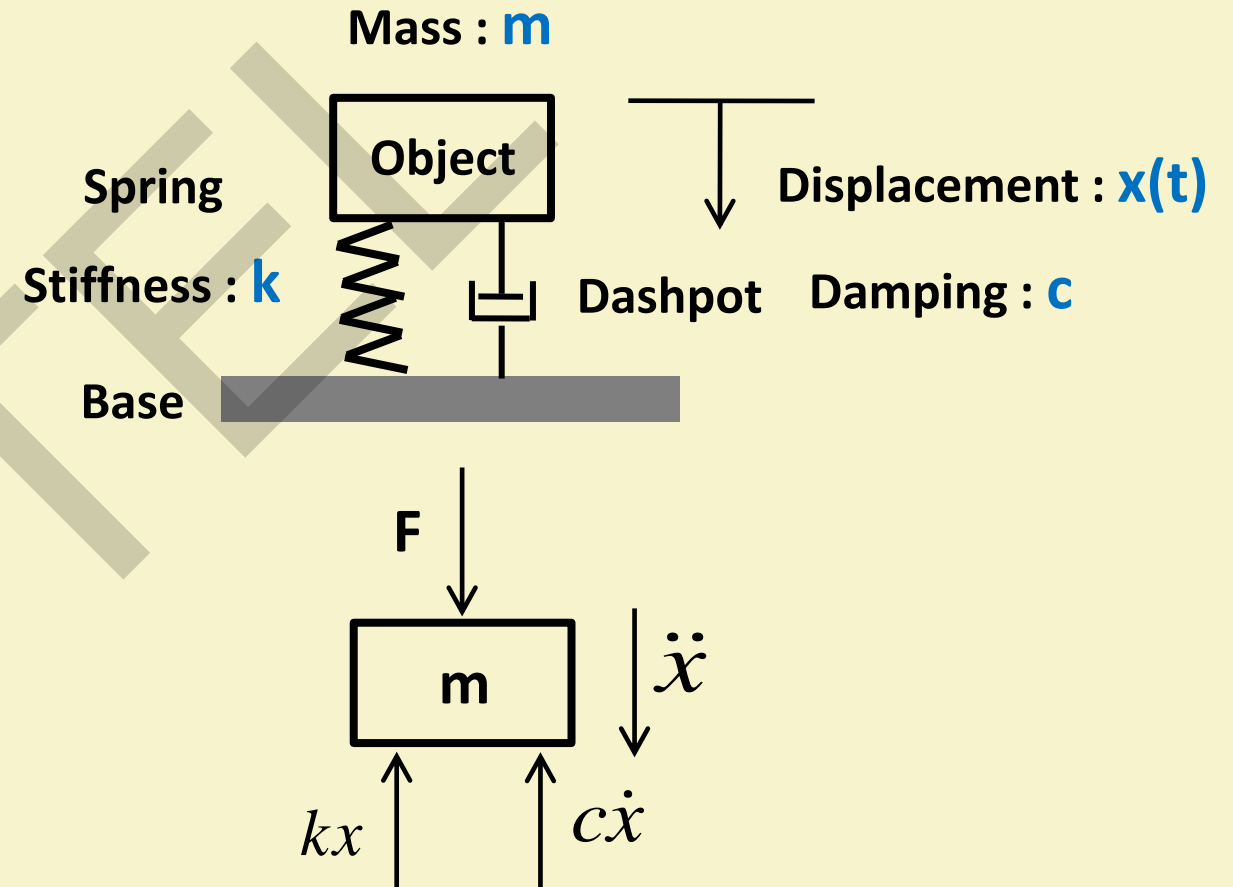 Mass : m
Object
Spring
Displacement : x(t)
Stiffness : k
Dashpot
Damping : c
Base
F
m
ẍ
kx
cẋ